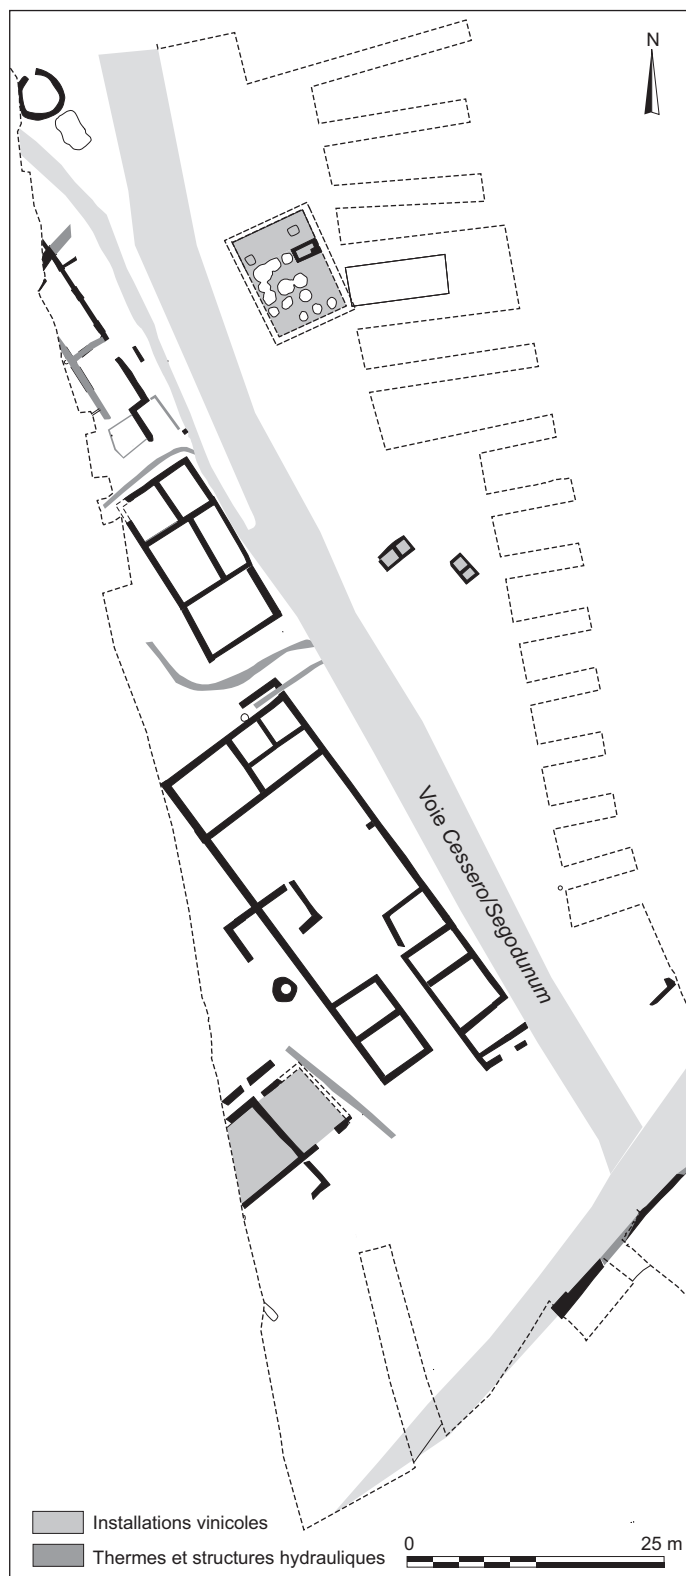 N
Voie Cessero/Segodunum
Installations vinicoles
Thermes et structures hydrauliques
0 25 m